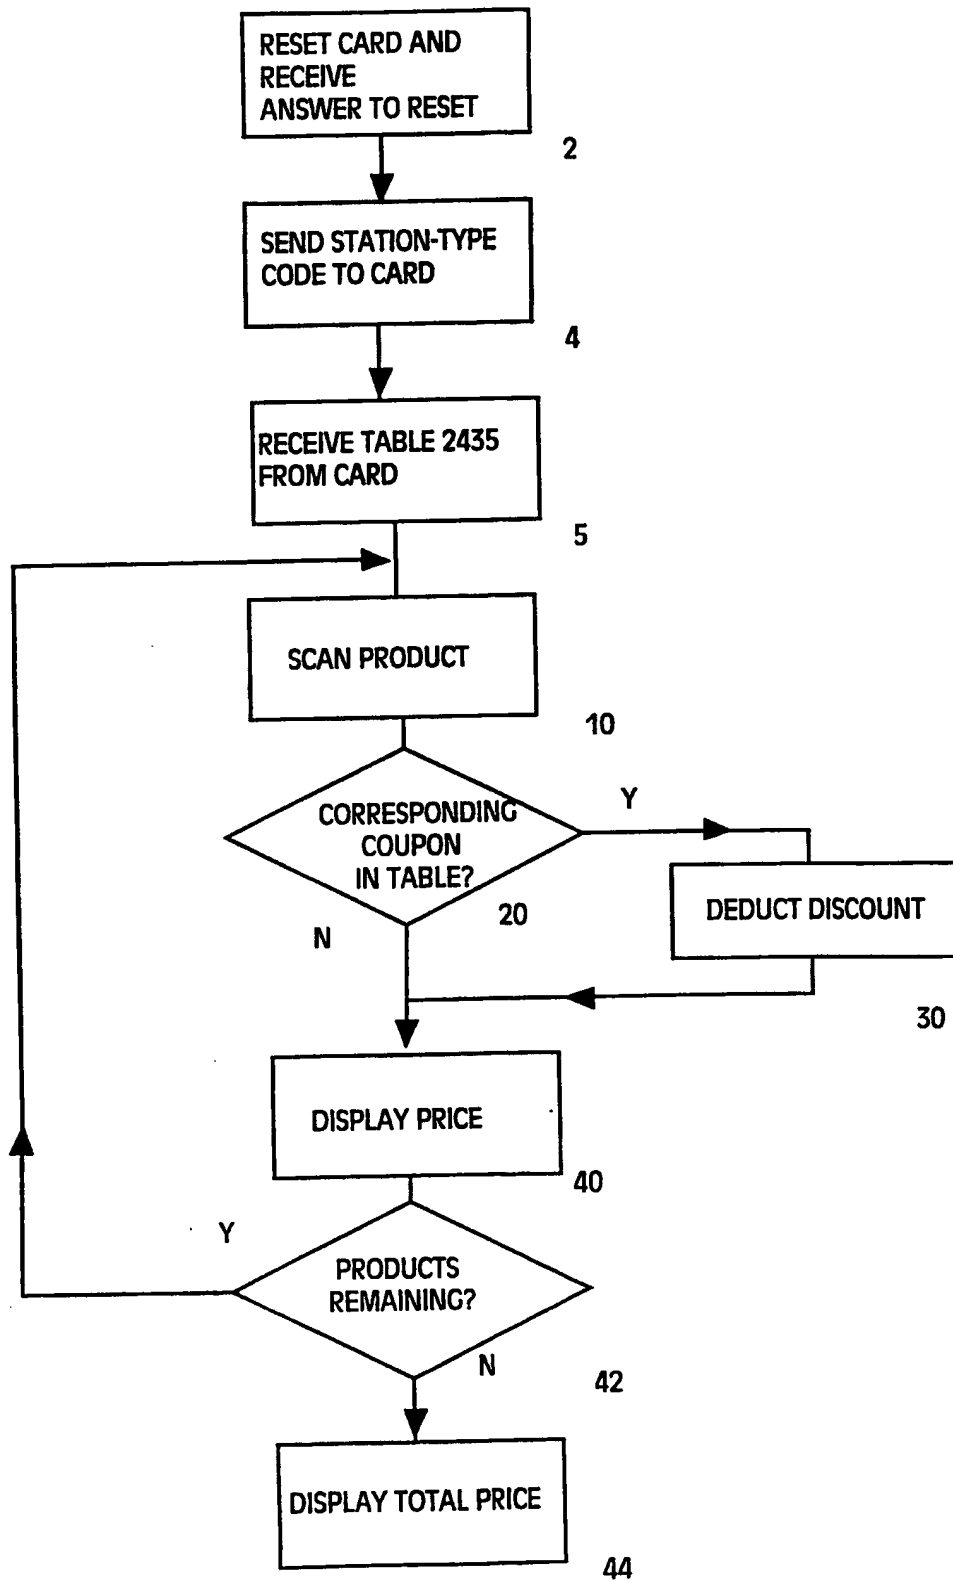 RESET CARD AND
RECEIVE
ANSWER TO RESET
2
SEND STATION-TYPE
CODE TO CARD
4
RECEIVE TABLE 2435
FROM CARD
5
SCAN PRODUCT
10
CORRESPONDING
COUPON
IN TABLE?
Y
20
N
DEDUCT DISCOUNT
30
DISPLAY PRICE
40
Y
PRODUCTS
REMAINING?
N
42
DISPLAY TOTAL PRICE
44